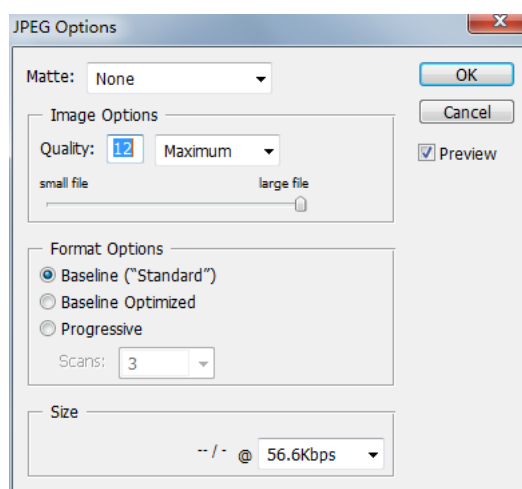 JPEG Options
Matte: None
OK
Image Options
Cancel
Quality: 12 Maximum
Preview
small file large file
Format Options
Baseline ("Standard")
Baseline Optimized
Progressive
Scans: 3
Size
-- / - @ 56.6Kbps